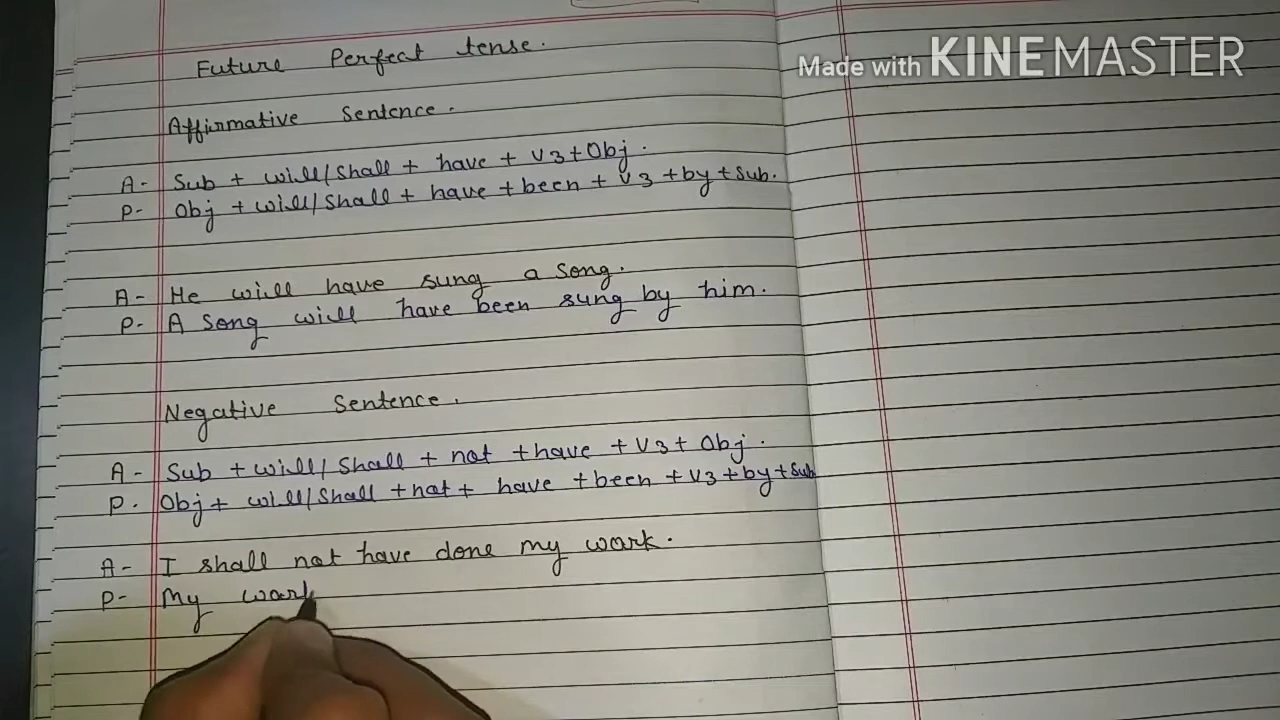 Made with KINEMASTER
Future Perfect tense.
Affirmative Sentence.
A- Sub + will/shall + have + V3+Obj.
P- Obj + will/shall + have + been + V3 +by+Sub.
A- He will have sung a song.
P- A song will have been sung by him.
Negative Sentence.
A- Sub + will/shall + not + have + V3 + Obj.
P. Obj + will/shall + not + have + been + V3 + by + Sub
A- I shall not have done my work.
P- My work